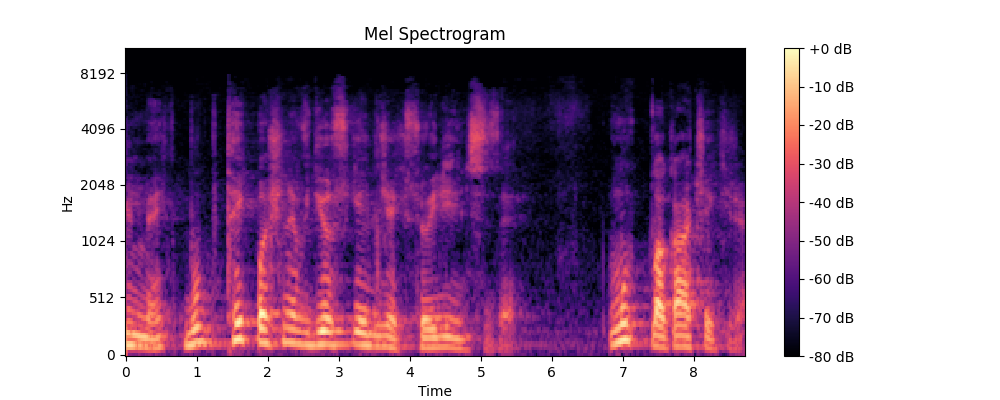 Mel Spectrogram
Hz
8192
4096
2048
1024
512
0
0 1 2 3 4 5 6 7 8
Time
+0 dB
-10 dB
-20 dB
-30 dB
-40 dB
-50 dB
-60 dB
-70 dB
-80 dB